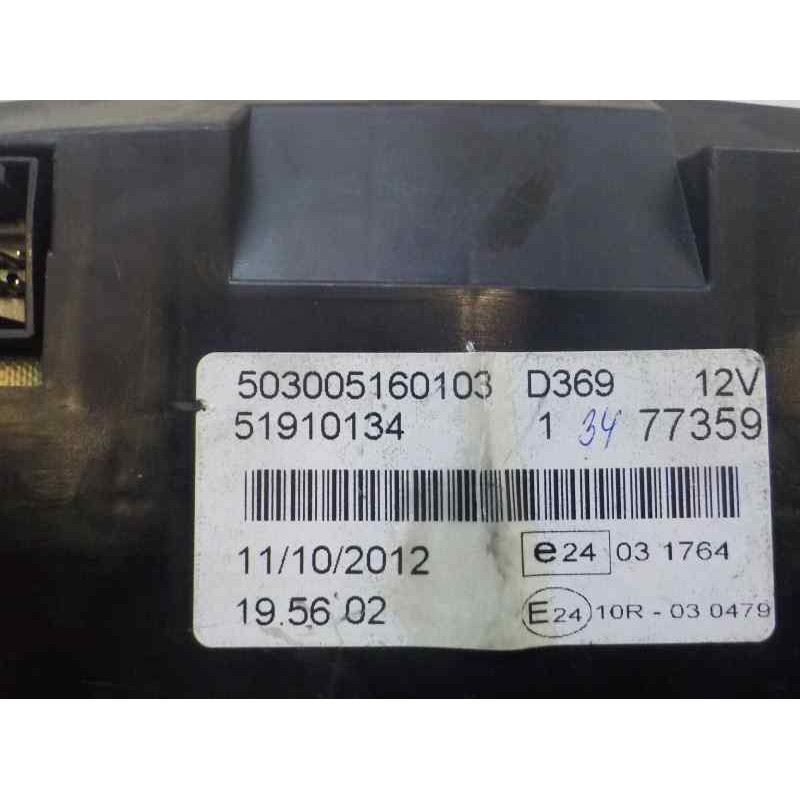 503005160103 D369 12V
51910134 1 34 77359
11/10/2012 e24 03 1764
19.56 02 E24 10R - 03 0479